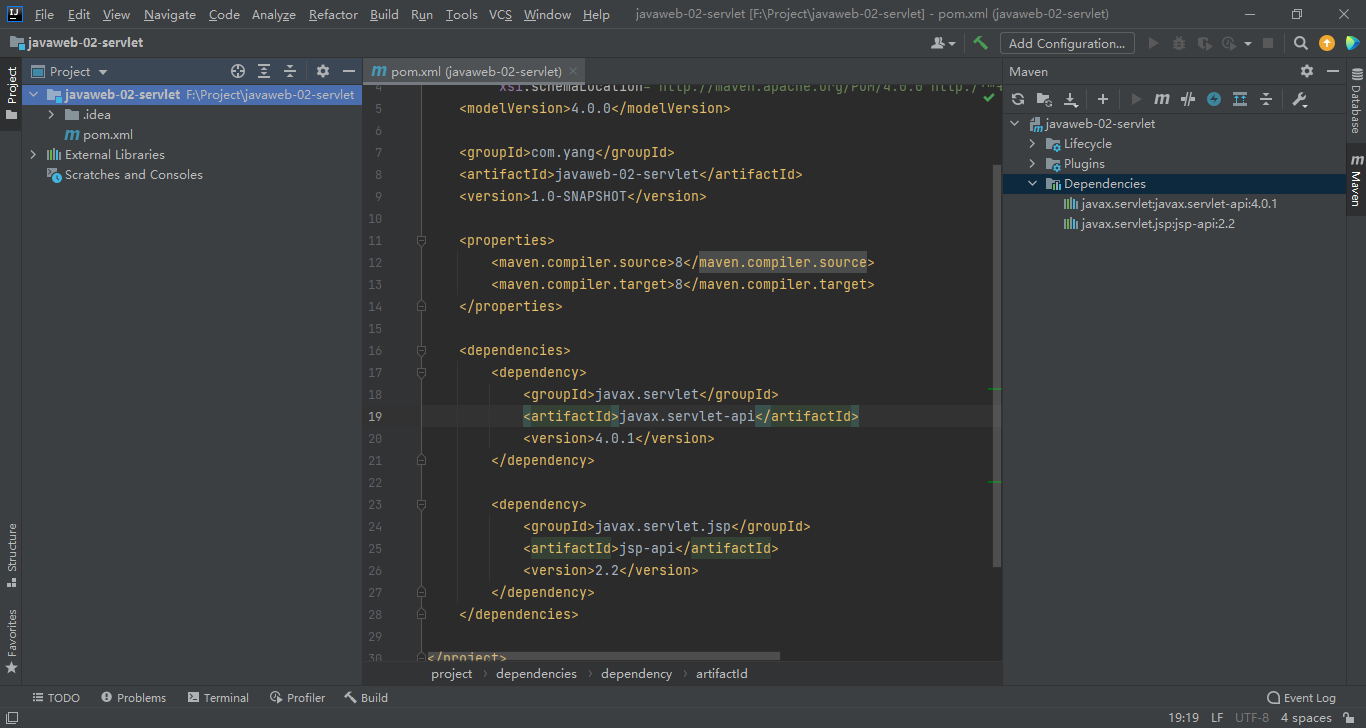 File Edit View Navigate Code Analyze Refactor Build Run Tools VCS Window Help javaweb-02-servlet [F:\Project\javaweb-02-servlet] - pom.xml (javaweb-02-servlet)
javaweb-02-servlet
Add Configuration...
Project
Project
javaweb-02-servlet F:\Project\javaweb-02-servlet
.idea
pom.xml
External Libraries
Scratches and Consoles
Structure
Favorites
pom.xml (javaweb-02-servlet)
4 xsi:schemaLocation="http://maven.apache.org/POM/4.0.0 http:/
<modelVersion>4.0.0</modelVersion>
6
7 <groupId>com.yang</groupId>
8 <artifactId>javaweb-02-servlet</artifactId>
9 <version>1.0-SNAPSHOT</version>
10
11 <properties>
12 <maven.compiler.source>8</maven.compiler.source>
13 <maven.compiler.target>8</maven.compiler.target>
14 </properties>
15
16 <dependencies>
17 <dependency>
18 <groupId>javax.servlet</groupId>
19 <artifactId>javax.servlet-api</artifactId>
20 <version>4.0.1</version>
21 </dependency>
22
23 <dependency>
24 <groupId>javax.servlet.jsp</groupId>
25 <artifactId>jsp-api</artifactId>
26 <version>2.2</version>
27 </dependency>
28 </dependencies>
29
30 </project>
project dependencies dependency artifactId
Maven
javaweb-02-servlet
Lifecycle
Plugins
Dependencies
javax.servlet:javax.servlet-api:4.0.1
javax.servlet.jsp:jsp-api:2.2
Database
Maven
TODO Problems Terminal Profiler Build Event Log
19:19 LF UTF-8 4 spaces